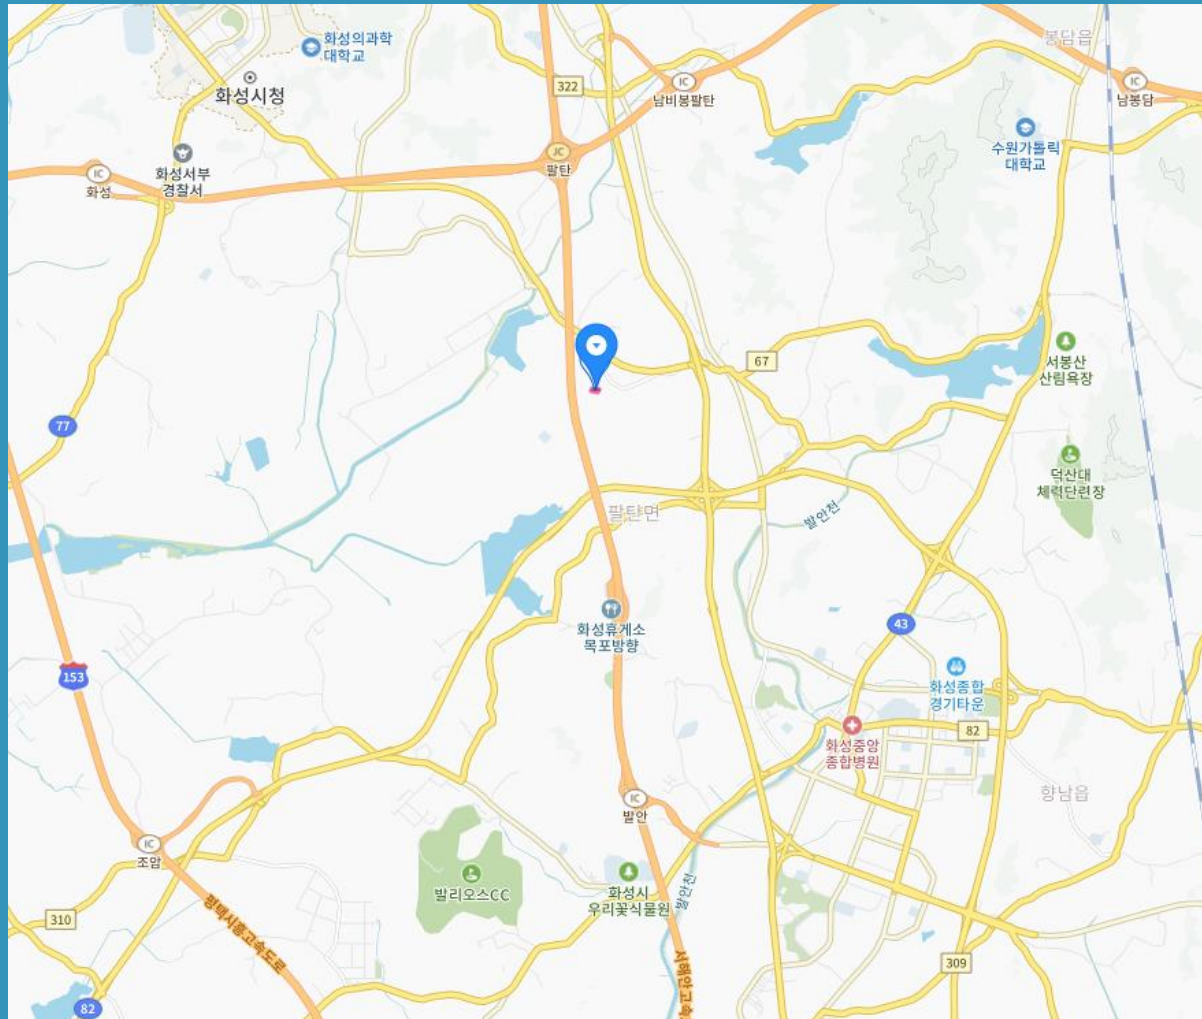 화성의과학
대학교
화성시청
322
IC
남비봉팔탄
봉담읍
IC
남봉담
수원가톨릭
대학교
화성서부
경찰서
IC
화성
JC
팔탄
67
서봉산
산림욕장
77
덕산대
체력단련장
팔탄면
발안천
화성휴게소
목포방향
43
153
화성종합
경기타운
82
화성중앙
종합병원
향남읍
IC
발안
IC
조암
발리오스CC
화성시
우리꽃식물원
발안천
310
평택시흥고속도로
서해안고속
309
82